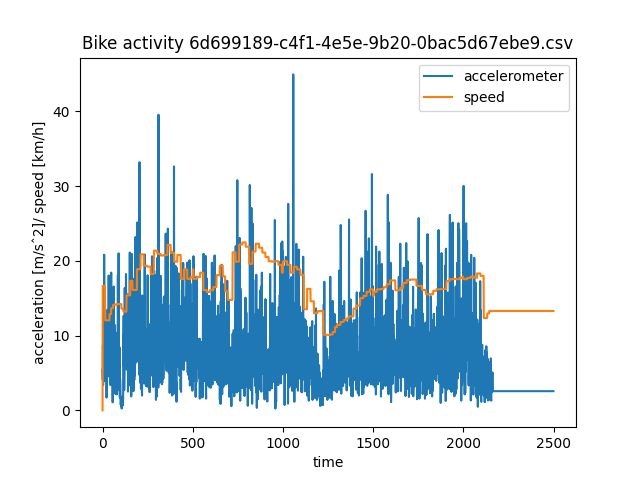 Bike activity 6d699189-c4f1-4e5e-9b20-0bac5d67ebe9.csv
accelerometer
speed
acceleration [m/s^2]/ speed [km/h]
40
30
20
10
0
0 500 1000 1500 2000 2500
time